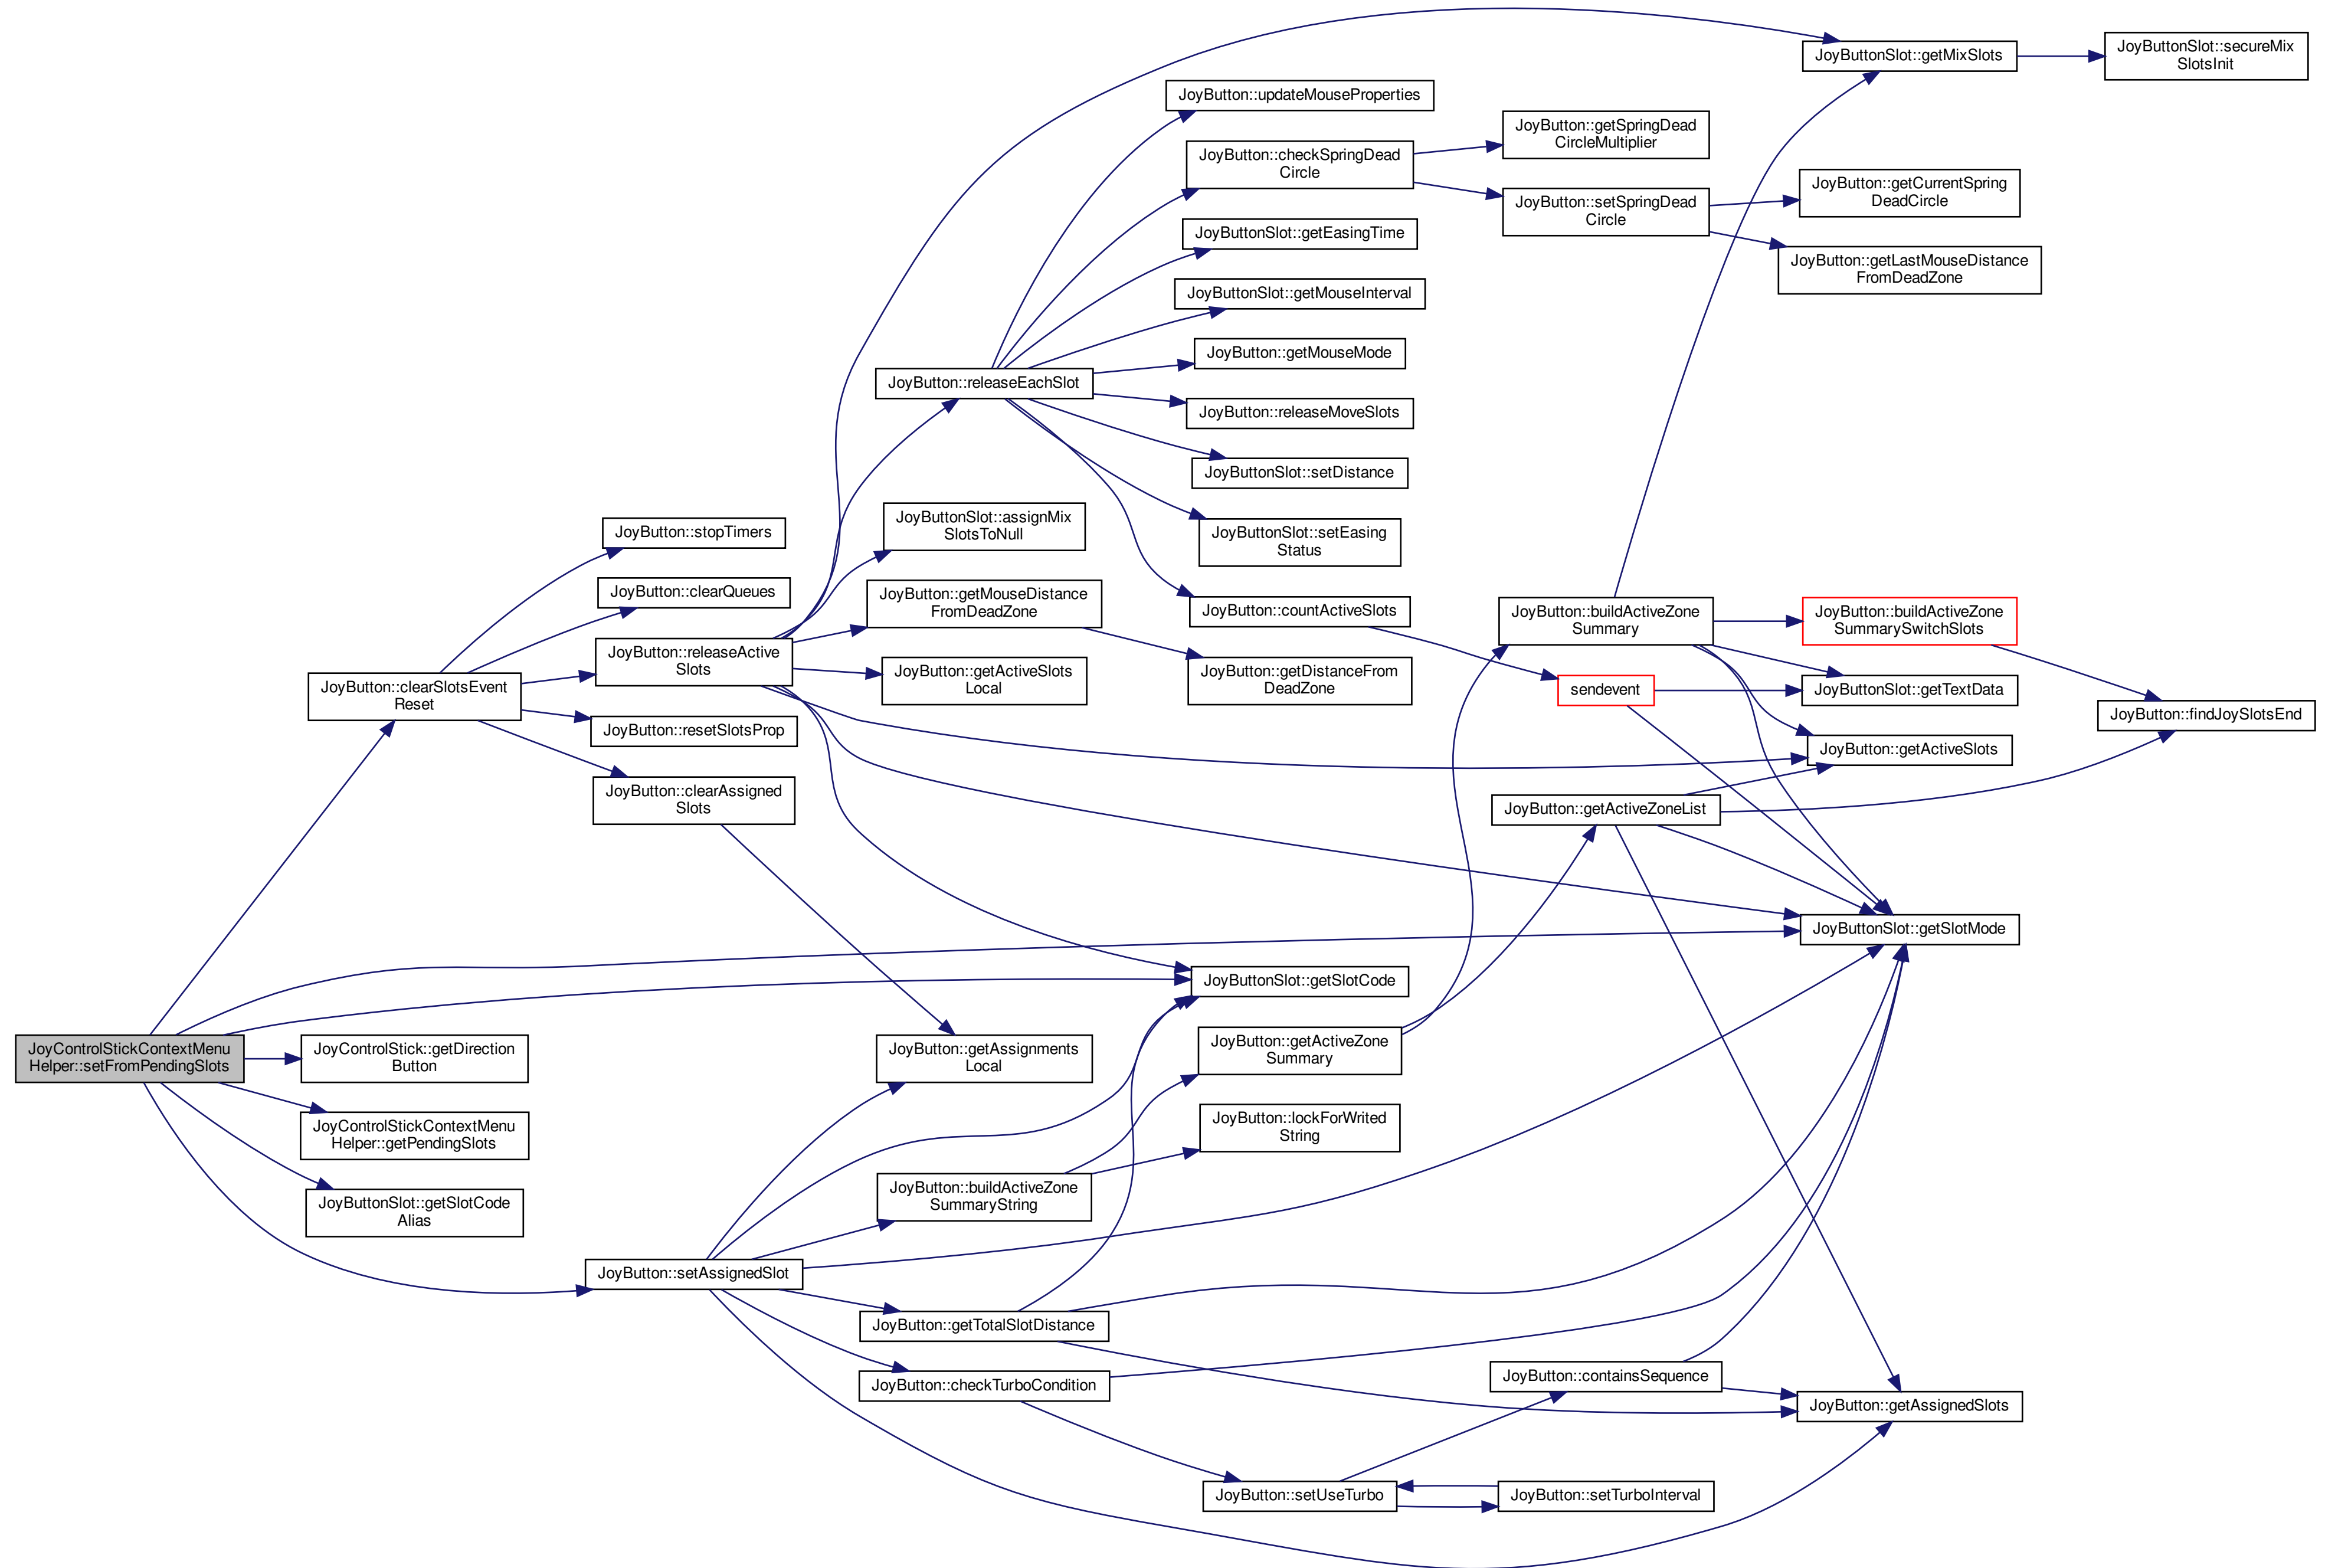 JoyButtonSlot::getMixSlots
JoyButtonSlot::secureMix
SlotsInit
JoyButton::updateMouseProperties
JoyButton::getSpringDead
CircleMultiplier
JoyButton::checkSpringDead
Circle
JoyButton::setSpringDead
Circle
JoyButton::getCurrentSpring
DeadCircle
JoyButtonSlot::getEasingTime
JoyButton::getLastMouseDistance
FromDeadZone
JoyButtonSlot::getMouseInterval
JoyButton::getMouseMode
JoyButton::releaseEachSlot
JoyButton::releaseMoveSlots
JoyButtonSlot::setDistance
JoyButton::stopTimers
JoyButtonSlot::assignMix
SlotsToNull
JoyButtonSlot::setEasing
Status
JoyButton::clearQueues
JoyButton::getMouseDistance
FromDeadZone
JoyButton::countActiveSlots
JoyButton::buildActiveZone
Summary
JoyButton::buildActiveZone
SummarySwitchSlots
JoyButton::releaseActive
Slots
JoyButton::getActiveSlots
Local
JoyButton::getDistanceFrom
DeadZone
sendevent
JoyButtonSlot::getTextData
JoyButton::clearSlotsEvent
Reset
JoyButton::resetSlotsProp
JoyButton::findJoySlotsEnd
JoyButton::getActiveSlots
JoyButton::clearAssigned
Slots
JoyButton::getActiveZoneList
JoyButtonSlot::getSlotMode
JoyButtonSlot::getSlotCode
JoyControlStickContextMenu
Helper::setFromPendingSlots
JoyControlStick::getDirection
Button
JoyButton::getAssignments
Local
JoyButton::getActiveZone
Summary
JoyControlStickContextMenu
Helper::getPendingSlots
JoyButton::lockForWrited
String
JoyButtonSlot::getSlotCode
Alias
JoyButton::buildActiveZone
SummaryString
JoyButton::setAssignedSlot
JoyButton::getTotalSlotDistance
JoyButton::checkTurboCondition
JoyButton::containsSequence
JoyButton::getAssignedSlots
JoyButton::setUseTurbo
JoyButton::setTurboInterval